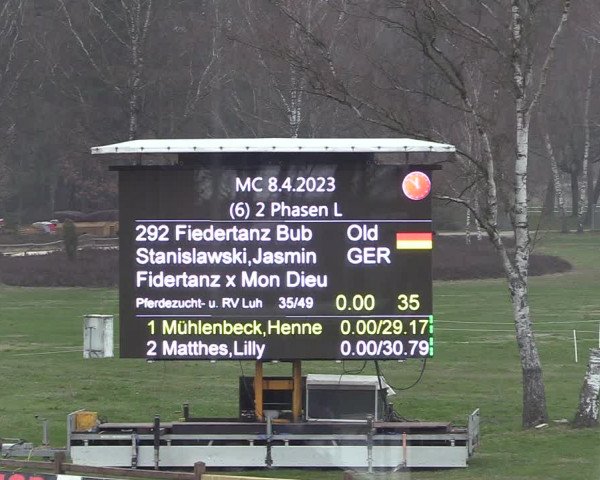 MC 8.4.2023
(6) 2 Phasen L
292 Fiedertanz Bub Old
Stanislawski,Jasmin GER
Fidertanz x Mon Dieu
Pferdezucht- u. RV Luh 35/49 0.00 35
1 Mühlenbeck,Henne 0.00/29.17
2 Matthes,Lilly 0.00/30.79